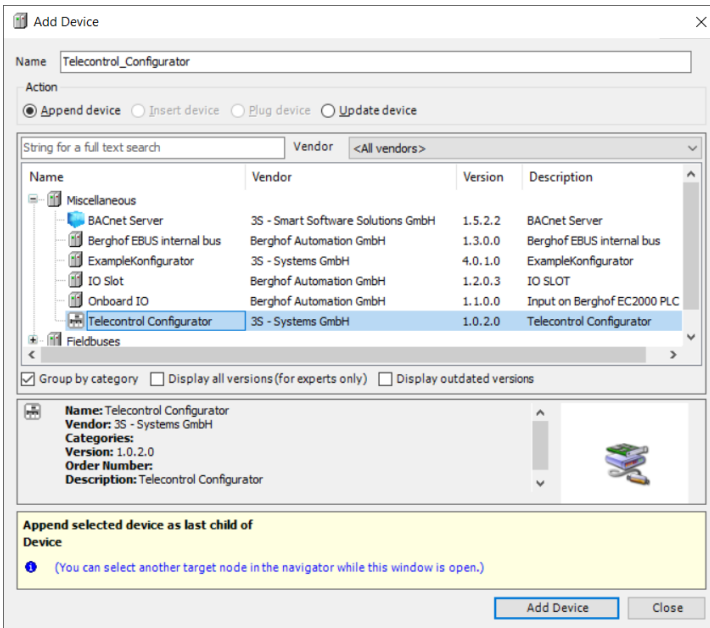 Add Device
Name Telecontrol_Configurator
Action
Append device Insert device Plug device Update device
String for a full text search Vendor <All vendors>
Name Vendor Version Description
Miscellaneous
BACnet Server 3S - Smart Software Solutions GmbH 1.5.2.2 BACnet Server
Berghof EBUS internal bus Berghof Automation GmbH 1.3.0.0 Berghof EBUS internal bus
ExampleKonfigurator 3S - Systems GmbH 4.0.1.0 ExampleKonfigurator
IO Slot Berghof Automation GmbH 1.2.0.3 IO SLOT
Onboard IO Berghof Automation GmbH 1.1.0.0 Input on Berghof EC2000 PLC
Telecontrol Configurator 3S - Systems GmbH 1.0.2.0 Telecontrol Configurator
Fieldbuses
Group by category Display all versions (for experts only) Display outdated versions
Name: Telecontrol Configurator
Vendor: 3S - Systems GmbH
Categories:
Version: 1.0.2.0
Order Number:
Description: Telecontrol Configurator
Append selected device as last child of
Device
(You can select another target node in the navigator while this window is open.)
Add Device Close